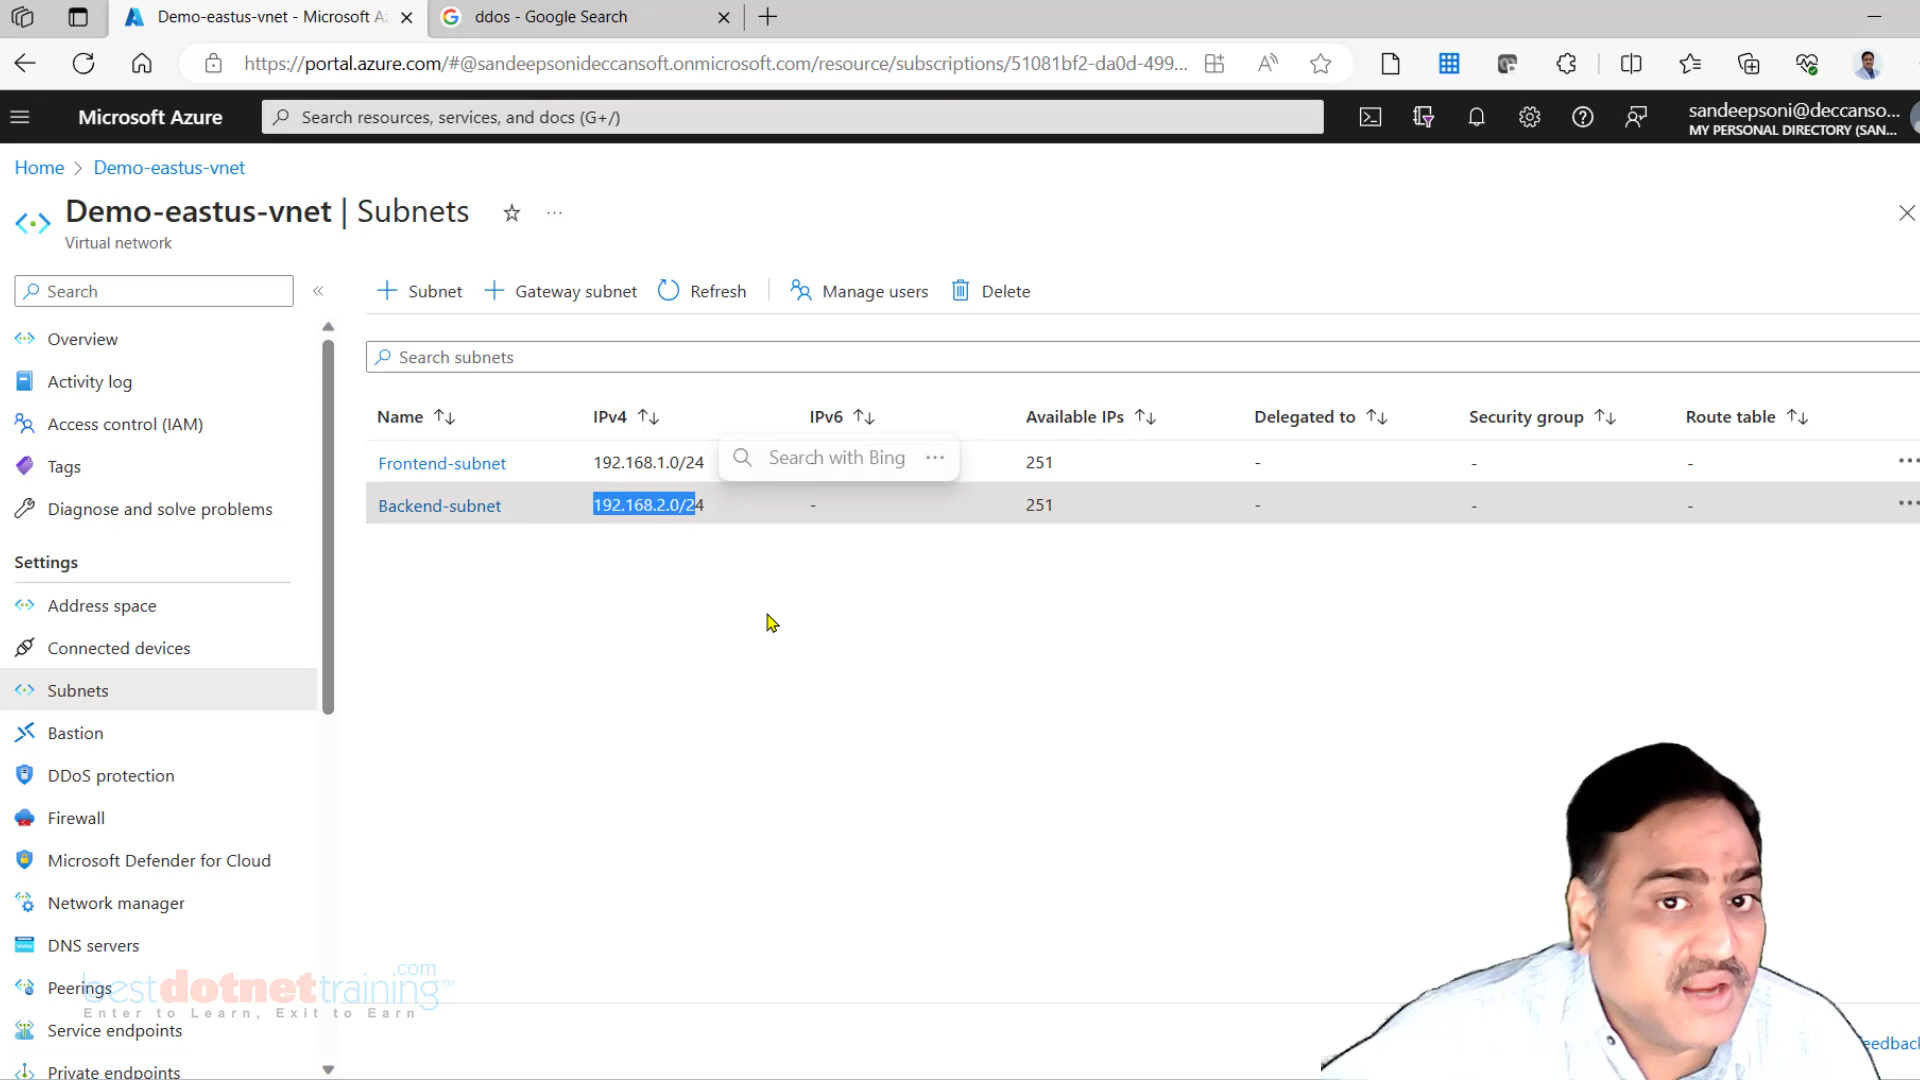 Demo-eastus-vnet - Microsoft A
ddos - Google Search
https://portal.azure.com/#@sandeepsonideccansoft.onmicrosoft.com/resource/subscriptions/51081bf2-da0d-499...
Microsoft Azure
Search resources, services, and docs (G+/)
sandeepsoni@deccanso...
MY PERSONAL DIRECTORY (SAN...
Home > Demo-eastus-vnet
Demo-eastus-vnet | Subnets
Virtual network
Search
+ Subnet + Gateway subnet Refresh Manage users Delete
Overview
Activity log
Access control (IAM)
Tags
Diagnose and solve problems
Settings
Address space
Connected devices
Subnets
Bastion
DDoS protection
Firewall
Microsoft Defender for Cloud
Network manager
DNS servers
Peerings
Service endpoints
Private endpoints
Search subnets
Name IPv4 IPv6 Available IPs Delegated to Security group Route table
Frontend-subnet 192.168.1.0/24 251 - - -
Search with Bing ...
Backend-subnet 192.168.2.0/24 - 251 - - -
bestdotnettraining.com™
Enter to Learn, Exit to Earn
eedback